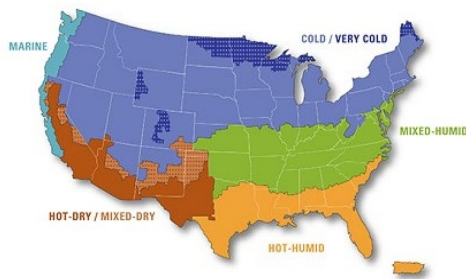 MARINE
COLD / VERY COLD
MIXED-HUMID
HOT-DRY / MIXED-DRY
HOT-HUMID